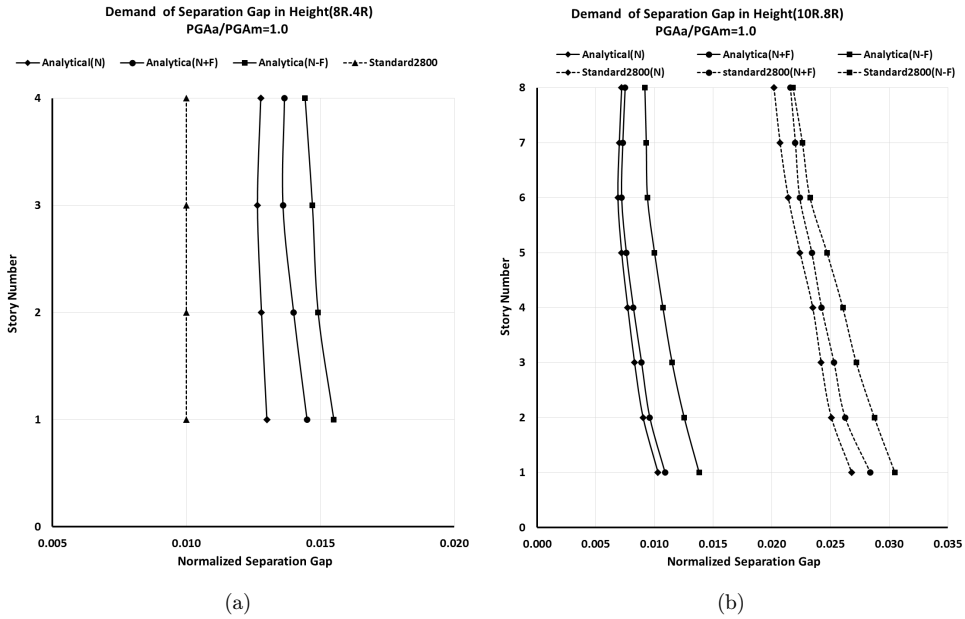 Demand of Separation Gap in Height(8R.4R)
PGAa/PGAm=1.0
Analytical(N) Analytica(N+F) Analytica(N-F) Standard2800
4
3
2
1
0
Story Number
0.005 0.010 0.015 0.020
Normalized Separation Gap
(a)
Demand of Separation Gap in Height(10R.8R)
PGAa/PGAm=1.0
Analytical(N) Analytica(N+F) Analytica(N-F)
Standard2800(N) standard2800(N+F) Standard2800(N-F)
8
7
6
5
4
3
2
1
0
Story Number
0.000 0.005 0.010 0.015 0.020 0.025 0.030 0.035
Normalized Separation Gap
(b)